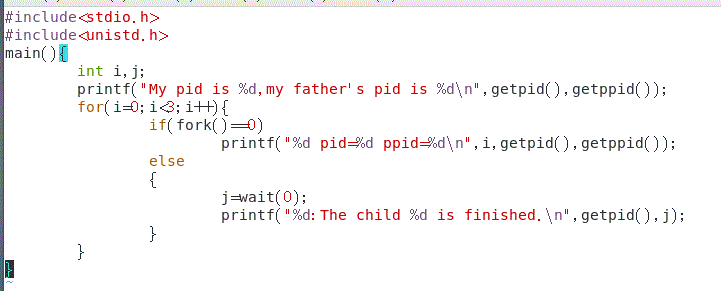 #include<stdio.h>
#include<unistd.h>
main(){
        int i,j;
        printf("My pid is %d,my father's pid is %d\n",getpid(),getppid());
        for(i=0;i<3;i++){
                if(fork()==0)
                        printf("%d pid=%d ppid=%d\n",i,getpid(),getppid());
                else
                {
                        j=wait(0);
                        printf("%d:The child %d is finished.\n",getpid(),j);
                }
        }
}
~